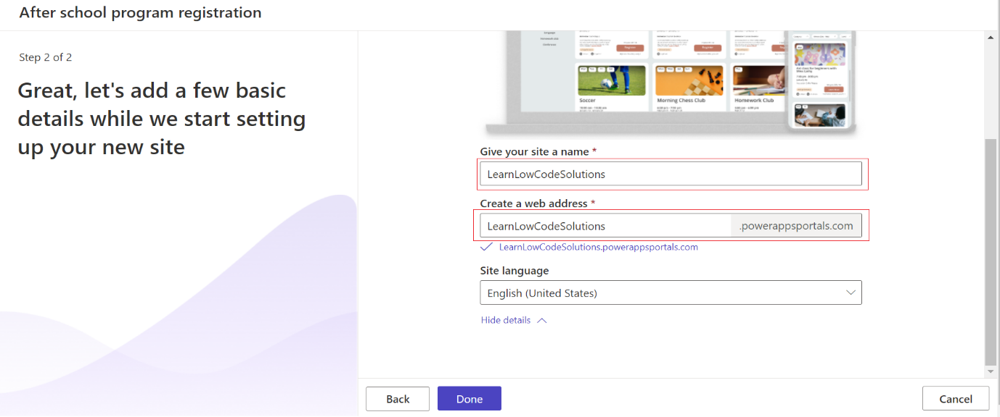 After school program registration
Step 2 of 2
Great, let's add a few basic
details while we start setting
up your new site
Soccer
Morning Chess Club
Homework Club
Give your site a name *
LearnLowCodeSolutions
Create a web address *
LearnLowCodeSolutions .powerappsportals.com
LearnLowCodeSolutions.powerappsportals.com
Site language
English (United States)
Hide details
Back Done Cancel